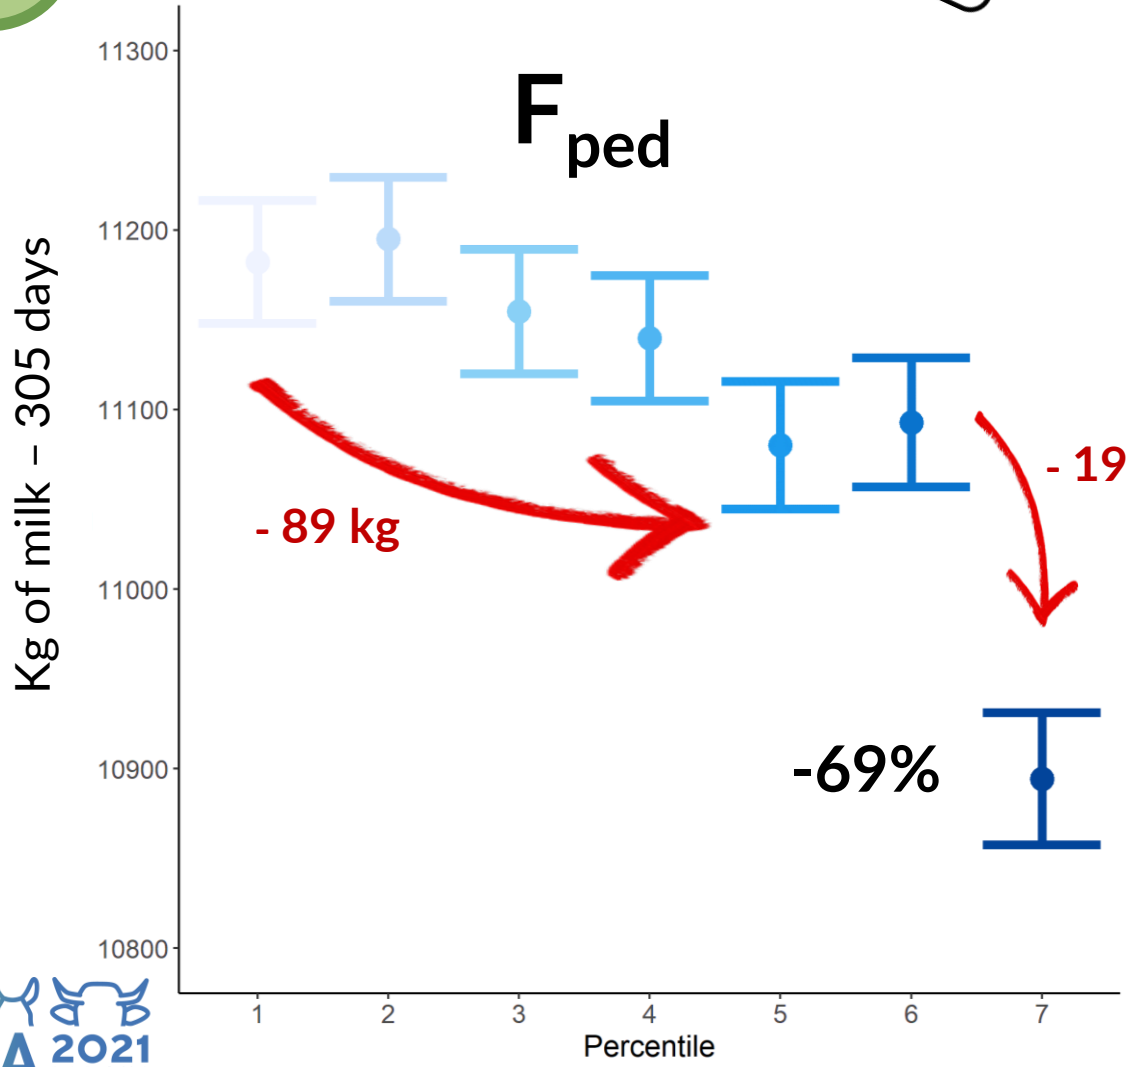 F ped
Kg of milk – 305 days
11300
11200
11100
11000
10900
10800
- 89 kg
- 19
-69%
1 2 3 4 5 6 7
Percentile
A 2021